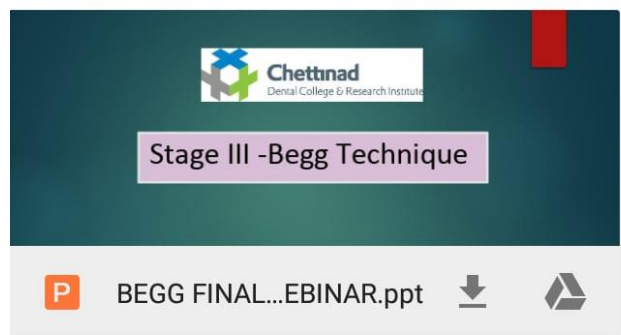 Chettinad
Dental College & Research Institute
Stage III -Begg Technique
P
BEGG FINAL...EBINAR.ppt